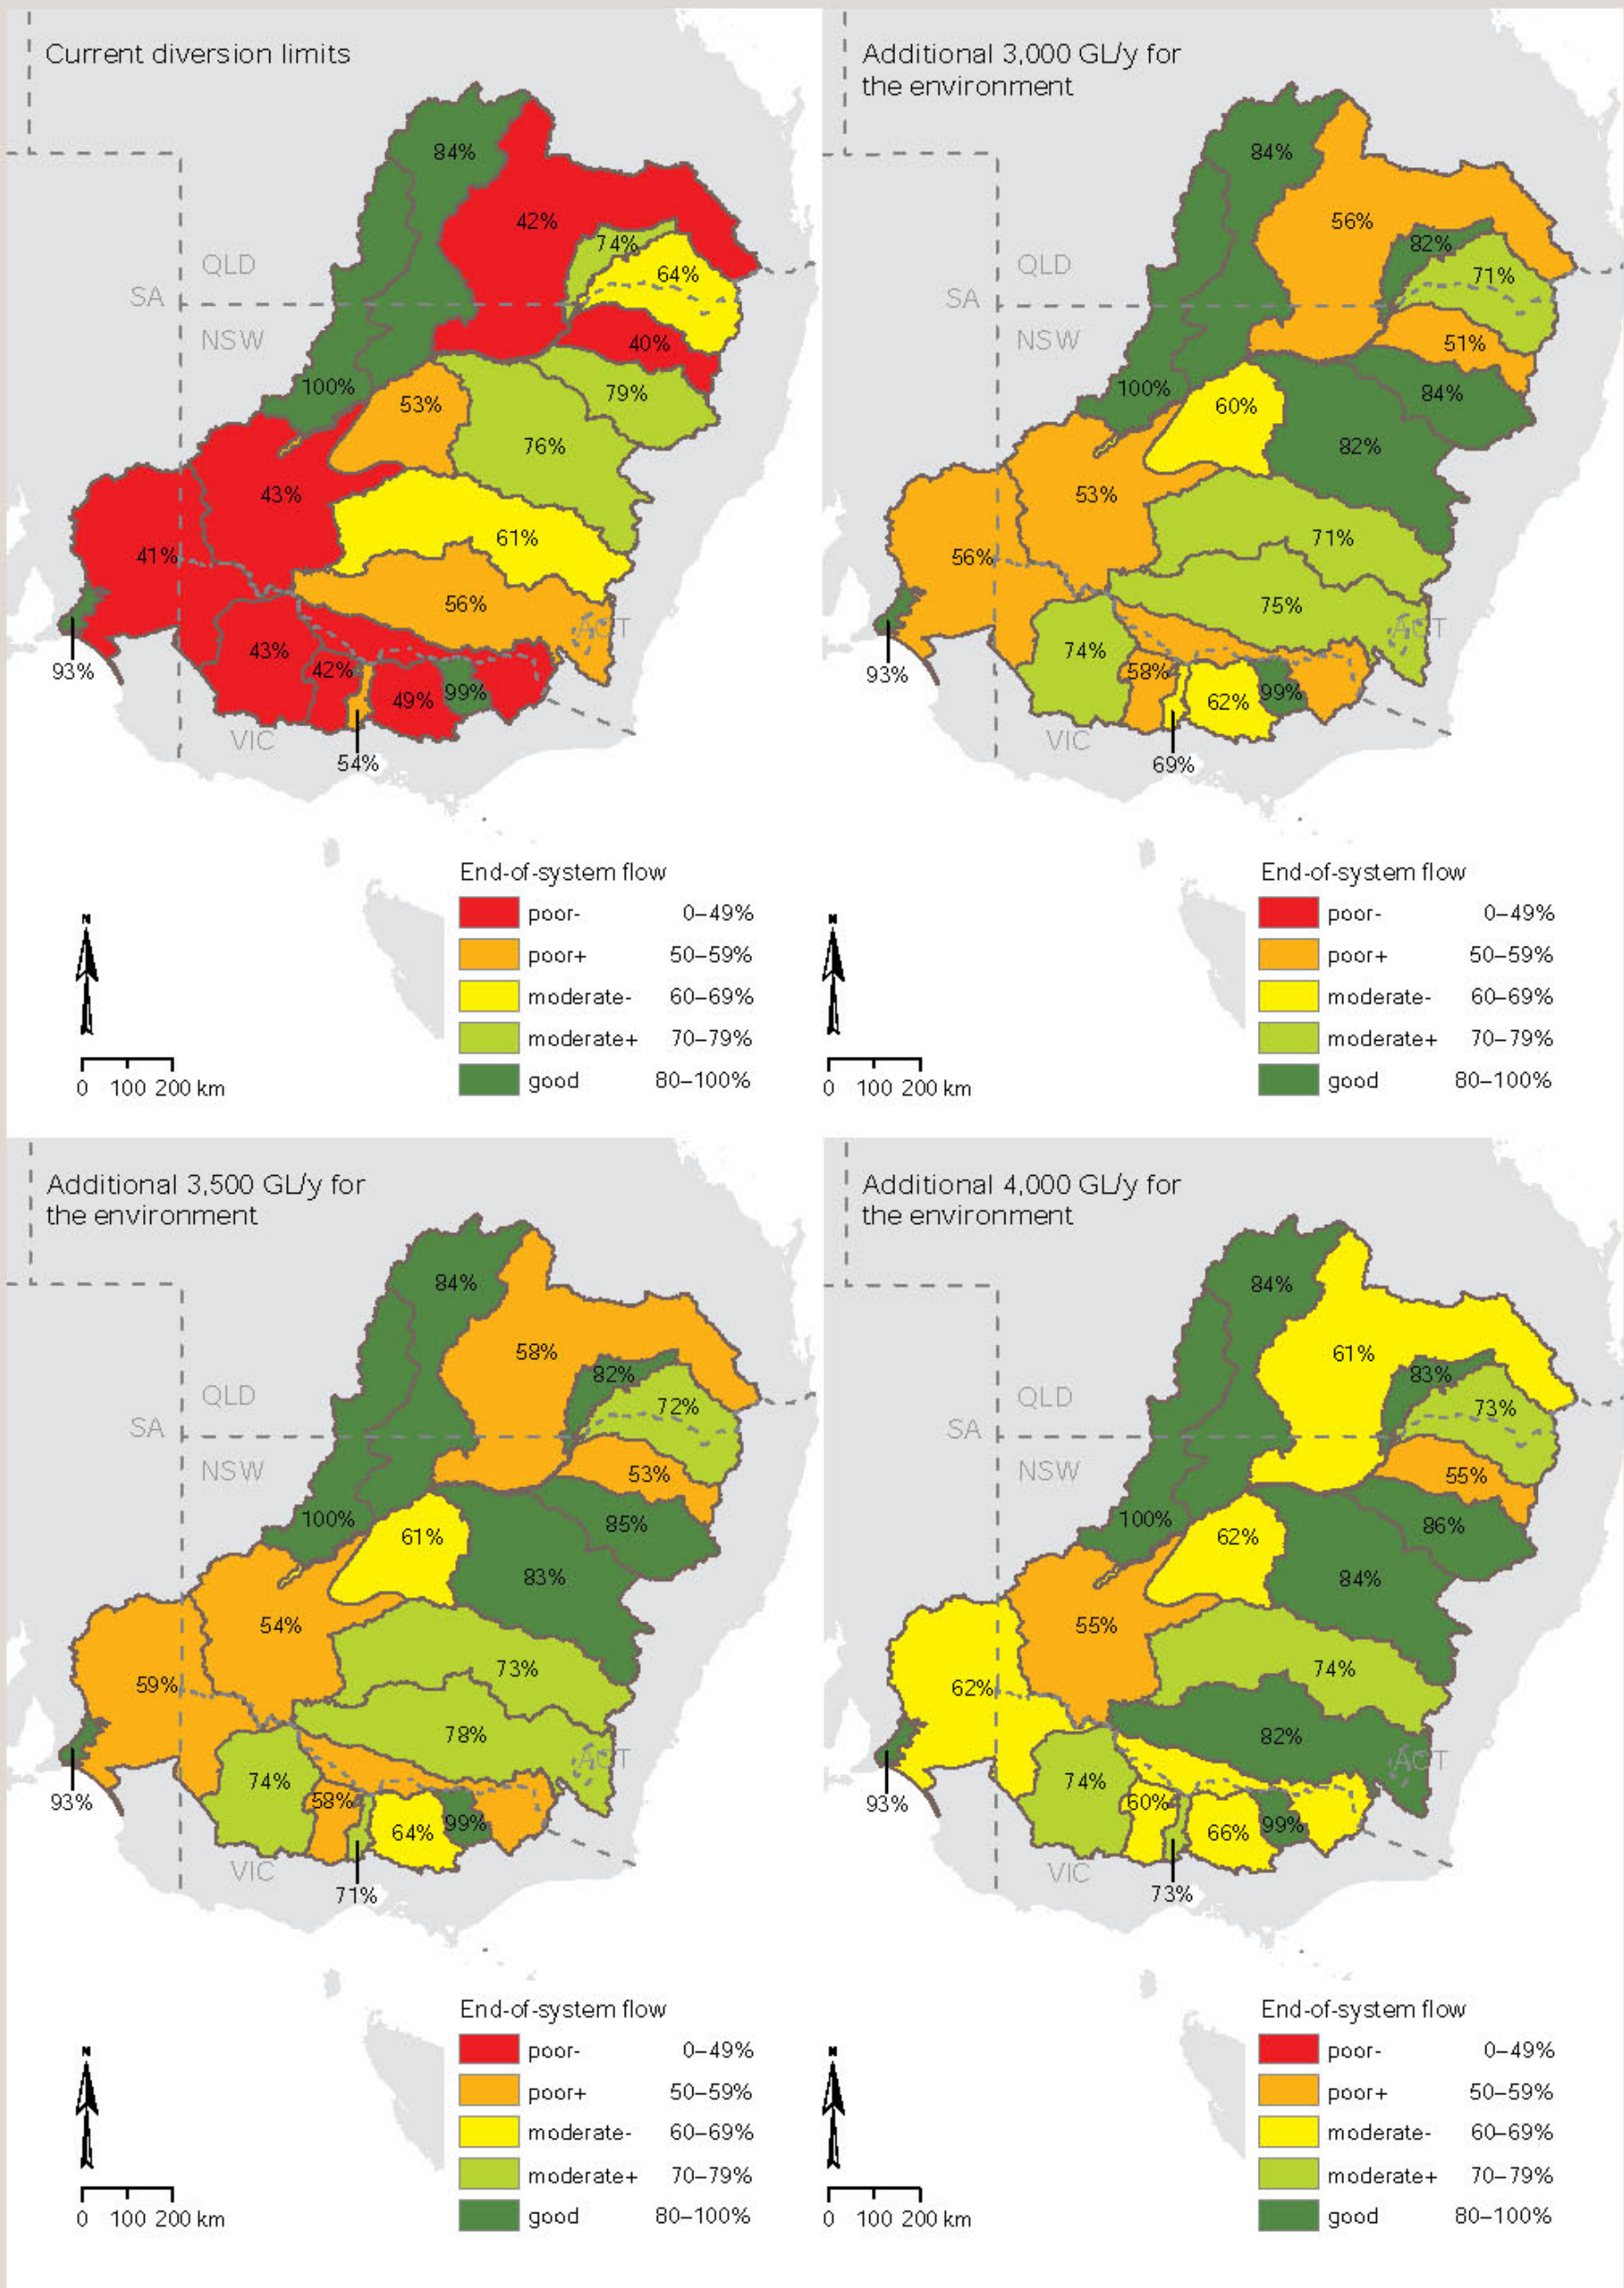 Current diversion limits
84%
42%
74%
64%
QLD
SA
NSW
40%
100%
79%
53%
76%
43%
61%
41%
56%
ACT
43%
42%
93%
49%
99%
VIC
54%
End-of-system flow
poor- 0–49%
poor+ 50–59%
moderate- 60–69%
moderate+ 70–79%
good 80–100%
N
0 100 200 km
Additional 3,000 GL/y for
the environment
84%
56%
82%
71%
QLD
SA
NSW
51%
100%
84%
60%
82%
53%
71%
56%
75%
ACT
74%
58%
93%
62%
99%
VIC
69%
End-of-system flow
poor- 0–49%
poor+ 50–59%
moderate- 60–69%
moderate+ 70–79%
good 80–100%
N
0 100 200 km
Additional 3,500 GL/y for
the environment
84%
58%
82%
72%
QLD
SA
NSW
53%
100%
85%
61%
83%
54%
73%
59%
78%
ACT
74%
58%
93%
64%
99%
VIC
71%
End-of-system flow
poor- 0–49%
poor+ 50–59%
moderate- 60–69%
moderate+ 70–79%
good 80–100%
N
0 100 200 km
Additional 4,000 GL/y for
the environment
84%
61%
83%
73%
QLD
SA
NSW
55%
100%
86%
62%
84%
55%
74%
62%
82%
ACT
74%
60%
93%
66%
99%
VIC
73%
End-of-system flow
poor- 0–49%
poor+ 50–59%
moderate- 60–69%
moderate+ 70–79%
good 80–100%
N
0 100 200 km